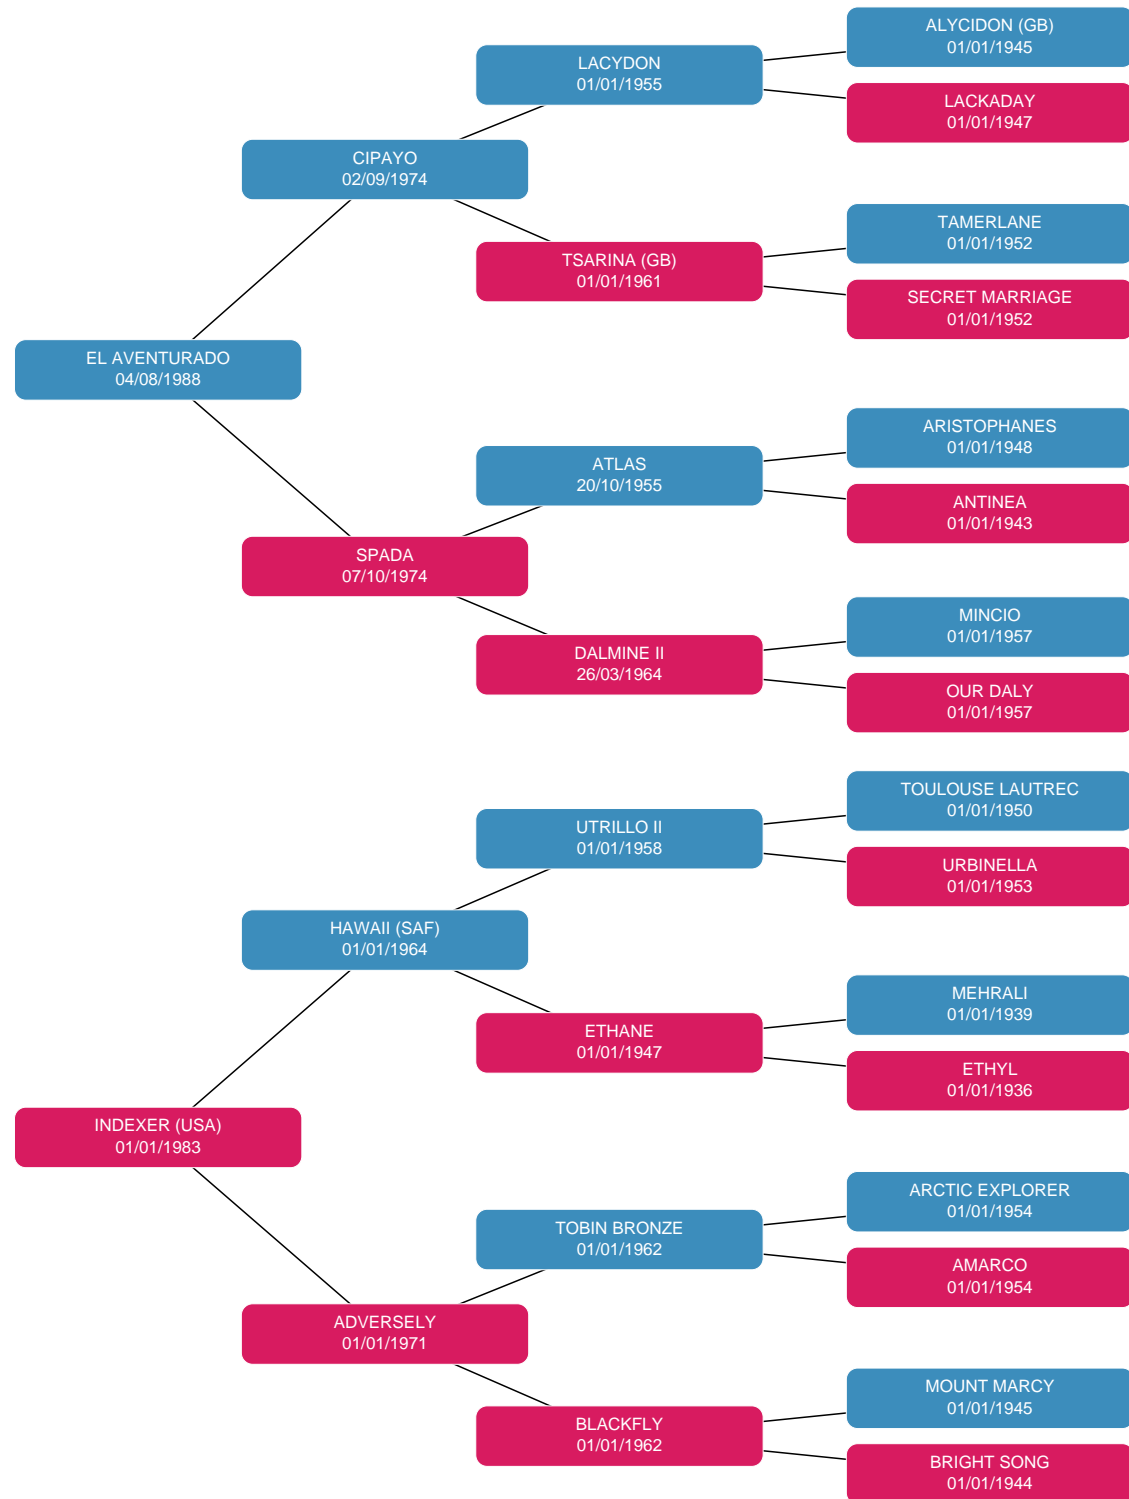 ALYCIDON (GB)
01/01/1945
LACYDON
01/01/1955
LACKADAY
01/01/1947
CIPAYO
02/09/1974
TAMERLANE
01/01/1952
TSARINA (GB)
01/01/1961
SECRET MARRIAGE
01/01/1952
EL AVENTURADO
04/08/1988
ARISTOPHANES
01/01/1948
ATLAS
20/10/1955
ANTINEA
01/01/1943
SPADA
07/10/1974
MINCIO
01/01/1957
DALMINE II
26/03/1964
OUR DALY
01/01/1957
TOULOUSE LAUTREC
01/01/1950
UTRILLO II
01/01/1958
URBINELLA
01/01/1953
HAWAII (SAF)
01/01/1964
MEHRALI
01/01/1939
ETHANE
01/01/1947
ETHYL
01/01/1936
INDEXER (USA)
01/01/1983
ARCTIC EXPLORER
01/01/1954
TOBIN BRONZE
01/01/1962
AMARCO
01/01/1954
ADVERSELY
01/01/1971
MOUNT MARCY
01/01/1945
BLACKFLY
01/01/1962
BRIGHT SONG
01/01/1944